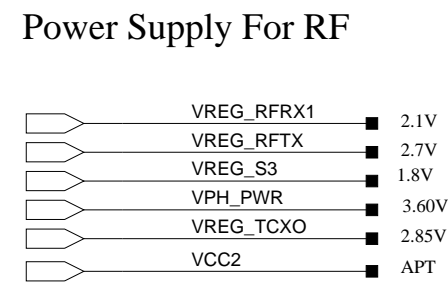 Power Supply For RF
VREG_RFRX1 2.1V
VREG_RFTX 2.7V
VREG_S3 1.8V
VPH_PWR 3.60V
VREG_TCXO 2.85V
VCC2 APT